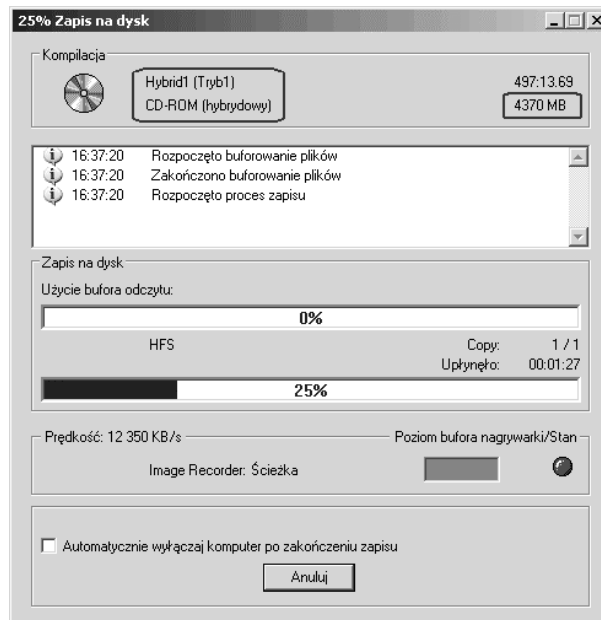 25% Zapis na dysk
Kompilacja
Hybrid1 (Tryb1) 497:13.69
CD-ROM (hybrydowy) 4370 MB
16:37:20 Rozpoczęto buforowanie plików
16:37:20 Zakończono buforowanie plików
16:37:20 Rozpoczęto proces zapisu
Zapis na dysk
Użycie bufora odczytu:
0%
HFS Copy: 1 / 1
Upłynęło: 00:01:27
25%
Prędkość: 12 350 KB/s Poziom bufora nagrywarki/Stan
Image Recorder: Ścieżka
Automatycznie wyłączaj komputer po zakończeniu zapisu
Anuluj